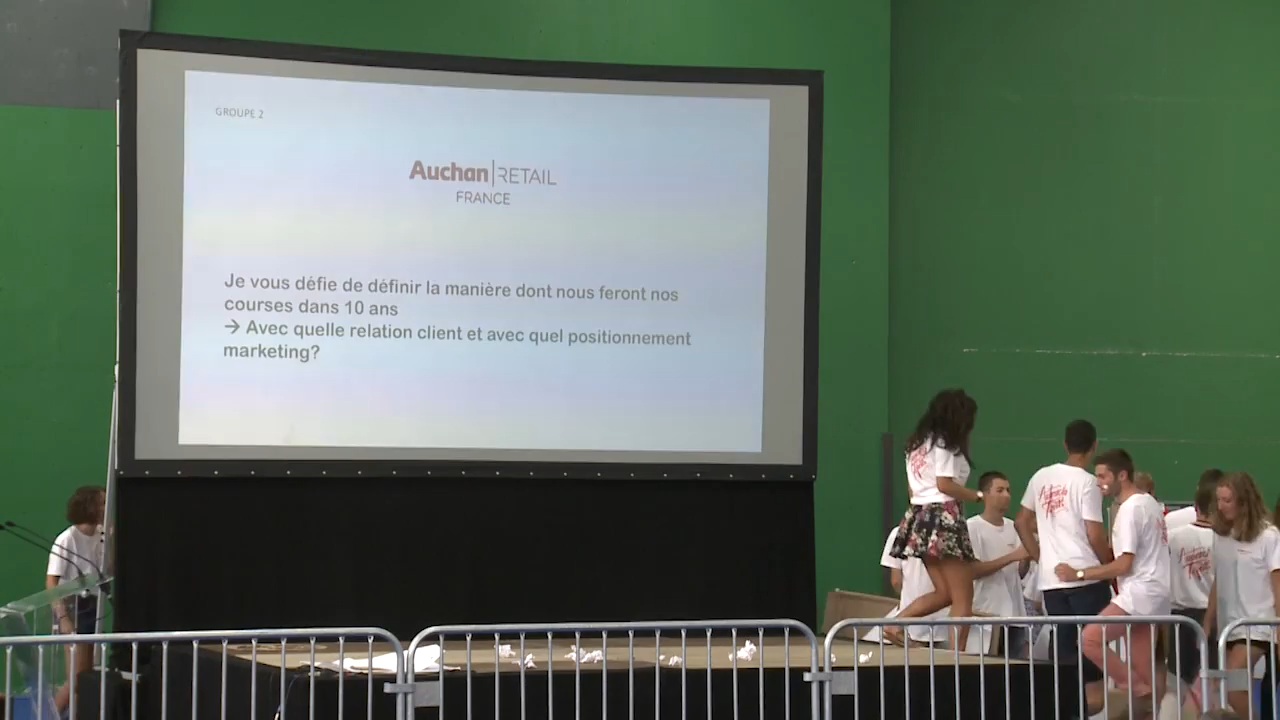 GROUPE 2
Auchan|RETAIL
FRANCE
Je vous défie de définir la manière dont nous feront nos
courses dans 10 ans
→ Avec quelle relation client et avec quel positionnement
marketing?